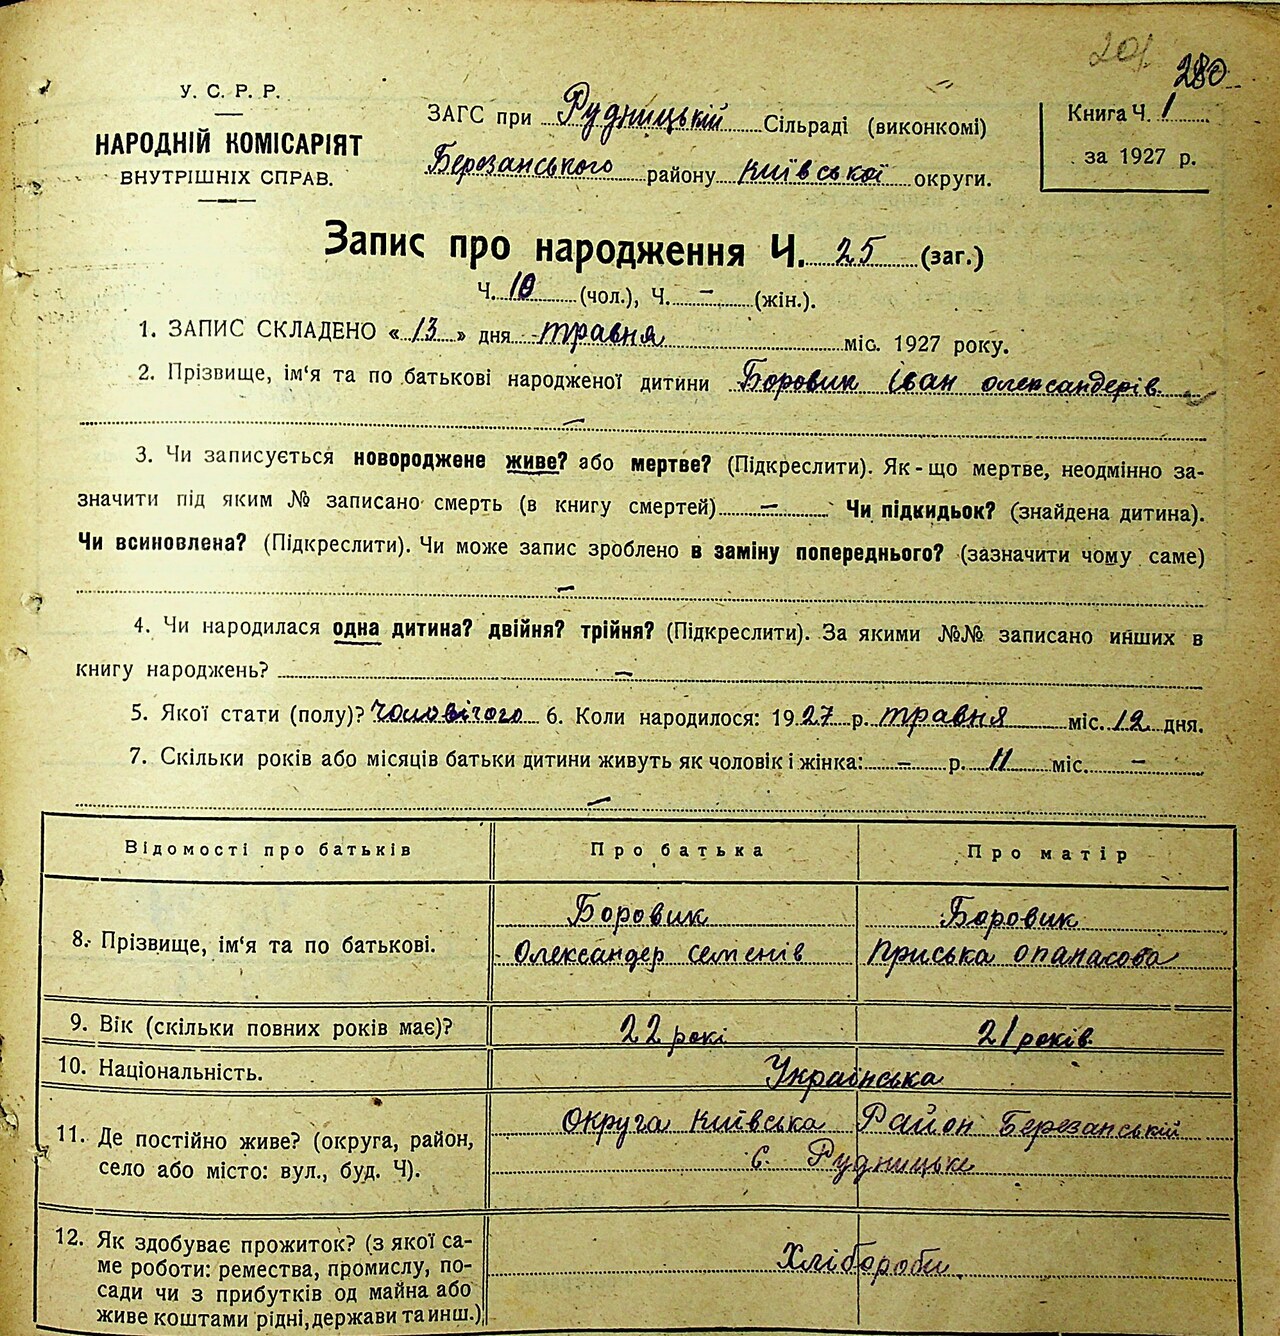 201
280
У. С. Р. Р.
НАРОДНІЙ КОМІСАРІЯТ
ВНУТРІШНІХ СПРАВ.
ЗАГС при Рудницькій Сільраді (виконкомі)
Березанського району Київської округи.
Книга Ч. 1
за 1927 р.
Запис про народження Ч. 25 (заг.)
Ч. 10 (чол.), Ч. - (жін.).
1. ЗАПИС СКЛАДЕНО «13» дня травня міс. 1927 року.
2. Прізвище, ім‘я та по батькові народженої дитини Боровик Іван Олександерів
3. Чи записується новороджене живе? або мертве? (Підкреслити). Як-що мертве, неодмінно за-
значити під яким № записано смерть (в книгу смертей) - Чи підкидьок? (знайдена дитина).
Чи всиновлена? (Підкреслити). Чи може запис зроблено в заміну попереднього? (зазначити чому саме)
-
4. Чи народилася одна дитина? двійня? трійня? (Підкреслити). За якими №№ записано инших в
книгу народжень? -
5. Якої стати (полу)? Чоловічого 6. Коли народилося: 1927 р. травня міс. 12 дня.
7. Скільки років або місяців батьки дитини живуть як чоловік і жінка: - р. 11 міс. -
-
Відомості про батьків Про батька Про матір
8. Прізвище, ім‘я та по батькові. Боровик Олександер Семенів Боровик Приська Опанасова
9. Вік (скільки повних років має)? 22 рокі 21 років
10. Національність. Українська
11. Де постійно живе? (округа, район, Округа Київська Район Березанській
село або місто: вул., буд. Ч). с. Рудницьке
12. Як здобуває прожиток? (з якої са-
ме роботи: ремества, промислу, по- Хлібороби
сади чи з прибутків од майна або
живе коштами рідні, держави та инш.)